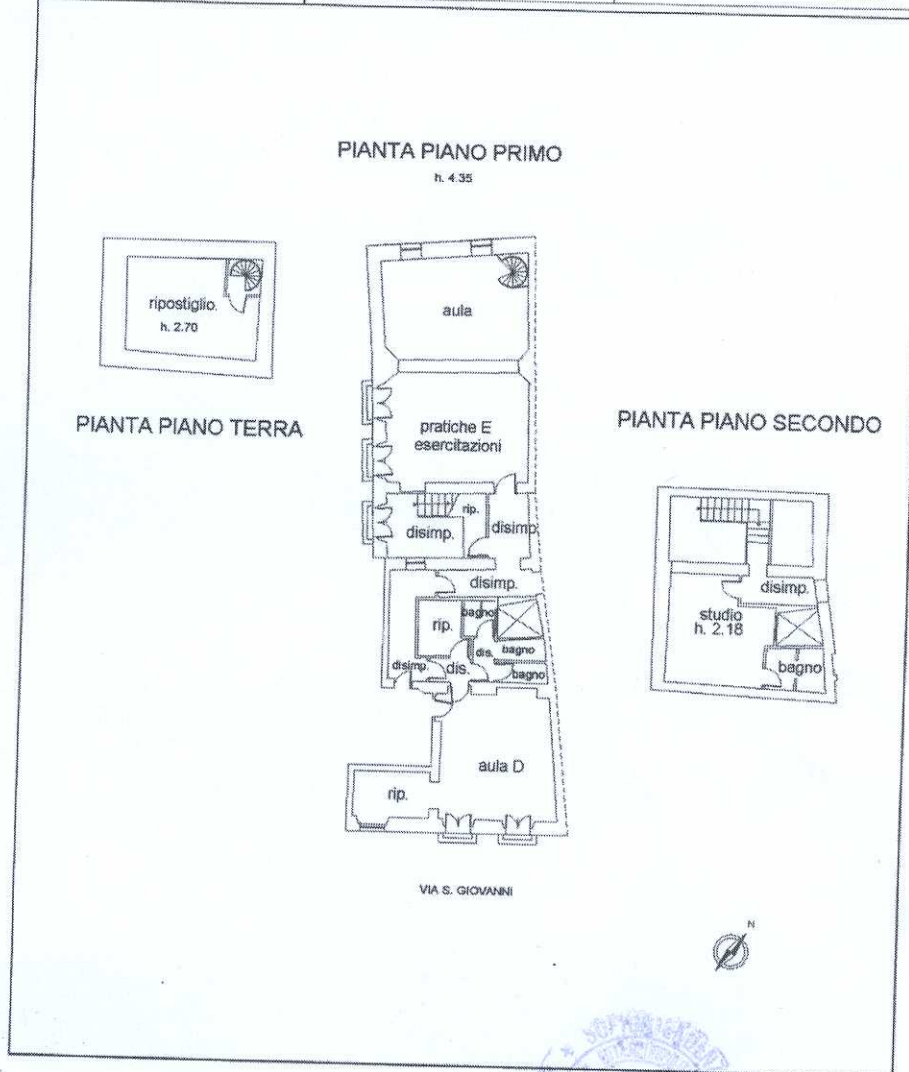 PIANTA PIANO PRIMO
h. 4.35
ripostiglio.
h. 2.70
PIANTA PIANO TERRA
aula
pratiche E
esercitazioni
rip.
disimp.
disimp
disimp.
bagno
rip.
dis.
bagno
disimp.
dis.
bagno
aula D
rip.
VIA S. GIOVANNI
PIANTA PIANO SECONDO
disimp.
studio
h. 2.18
bagno
N